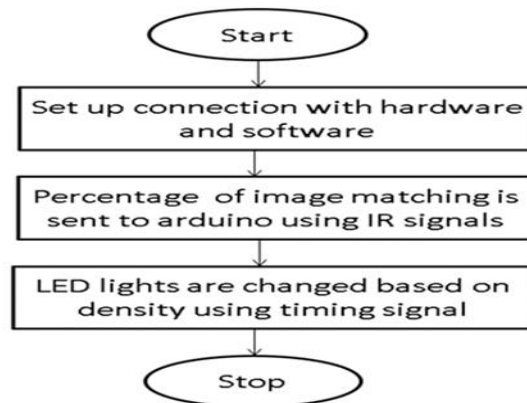 Start
Set up connection with hardware
and software
Percentage of image matching is
sent to arduino using IR signals
LED lights are changed based on
density using timing signal
Stop